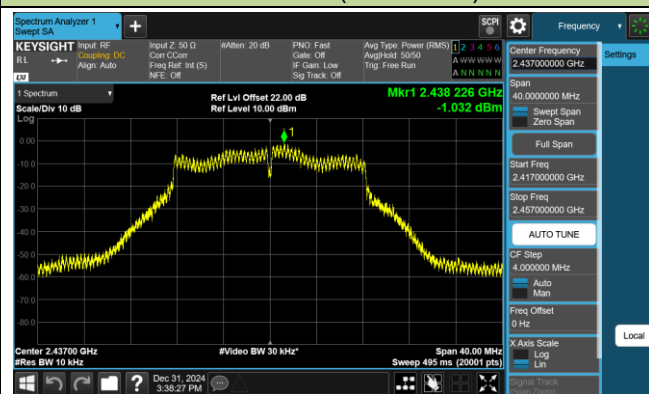 Spectrum Analyzer 1
Swept SA
SCPI
Frequency
KEYSIGHT
RL
Input: RF
Coupling: DC
Align: Auto
Input Z: 50 Ω
Corr CCorr
Freq Ref: Int (S)
NFE: Off
#Atten: 20 dB
PNO: Fast
Gate: Off
IF Gain: Low
Sig Track: Off
Avg Type: Power (RMS)
Avg|Hold: 50/50
Trig: Free Run
1 2 3 4 5 6
A W W W W W
A N N N N N
LXI
1 Spectrum
Scale/Div 10 dB
Log
Ref Lvl Offset 22.00 dB
Ref Level 10.00 dBm
Mkr1 2.438 226 GHz
-1.032 dBm
1
0.00
-10.0
-20.0
-30.0
-40.0
-50.0
-60.0
-70.0
-80.0
Center 2.43700 GHz
#Res BW 10 kHz
#Video BW 30 kHz*
Span 40.00 MHz
Sweep 495 ms (20001 pts)
Dec 31, 2024
3:38:27 PM
Center Frequency
2.437000000 GHz
Span
40.0000000 MHz
Swept Span
Zero Span
Full Span
Start Freq
2.417000000 GHz
Stop Freq
2.457000000 GHz
AUTO TUNE
CF Step
4.000000 MHz
Auto
Man
Freq Offset
0 Hz
X Axis Scale
Log
Lin
Signal Track
(Span Zoom)
Settings
Local